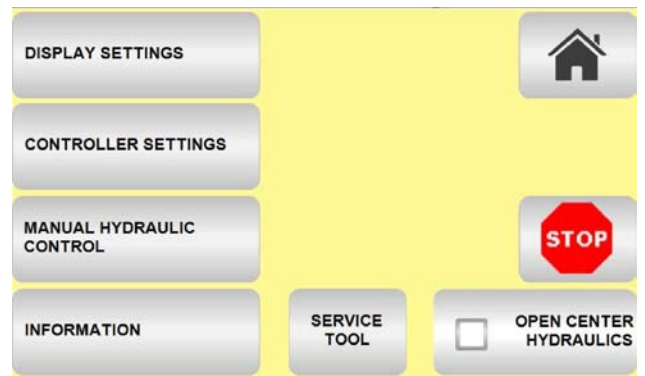 DISPLAY SETTINGS
CONTROLLER SETTINGS
MANUAL HYDRAULIC
CONTROL
STOP
INFORMATION
SERVICE
TOOL
OPEN CENTER
HYDRAULICS